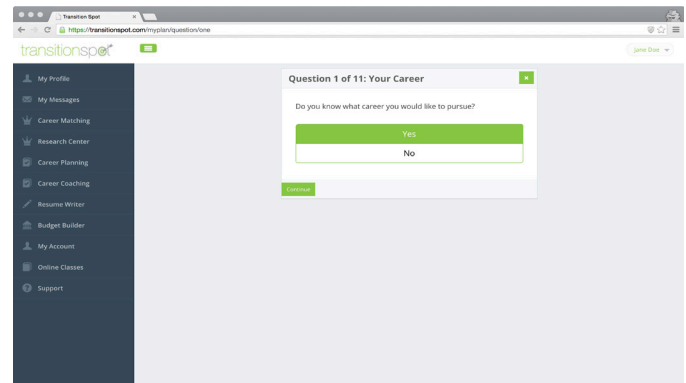 Transition Spot
https://transitionspot.com/myplan/question/one
transitionspot
Jane Doe
My Profile
My Messages
Career Matching
Research Center
Career Planning
Career Coaching
Resume Writer
Budget Builder
My Account
Online Classes
Support
Question 1 of 11: Your Career
Do you know what career you would like to pursue?
Yes
No
Continue